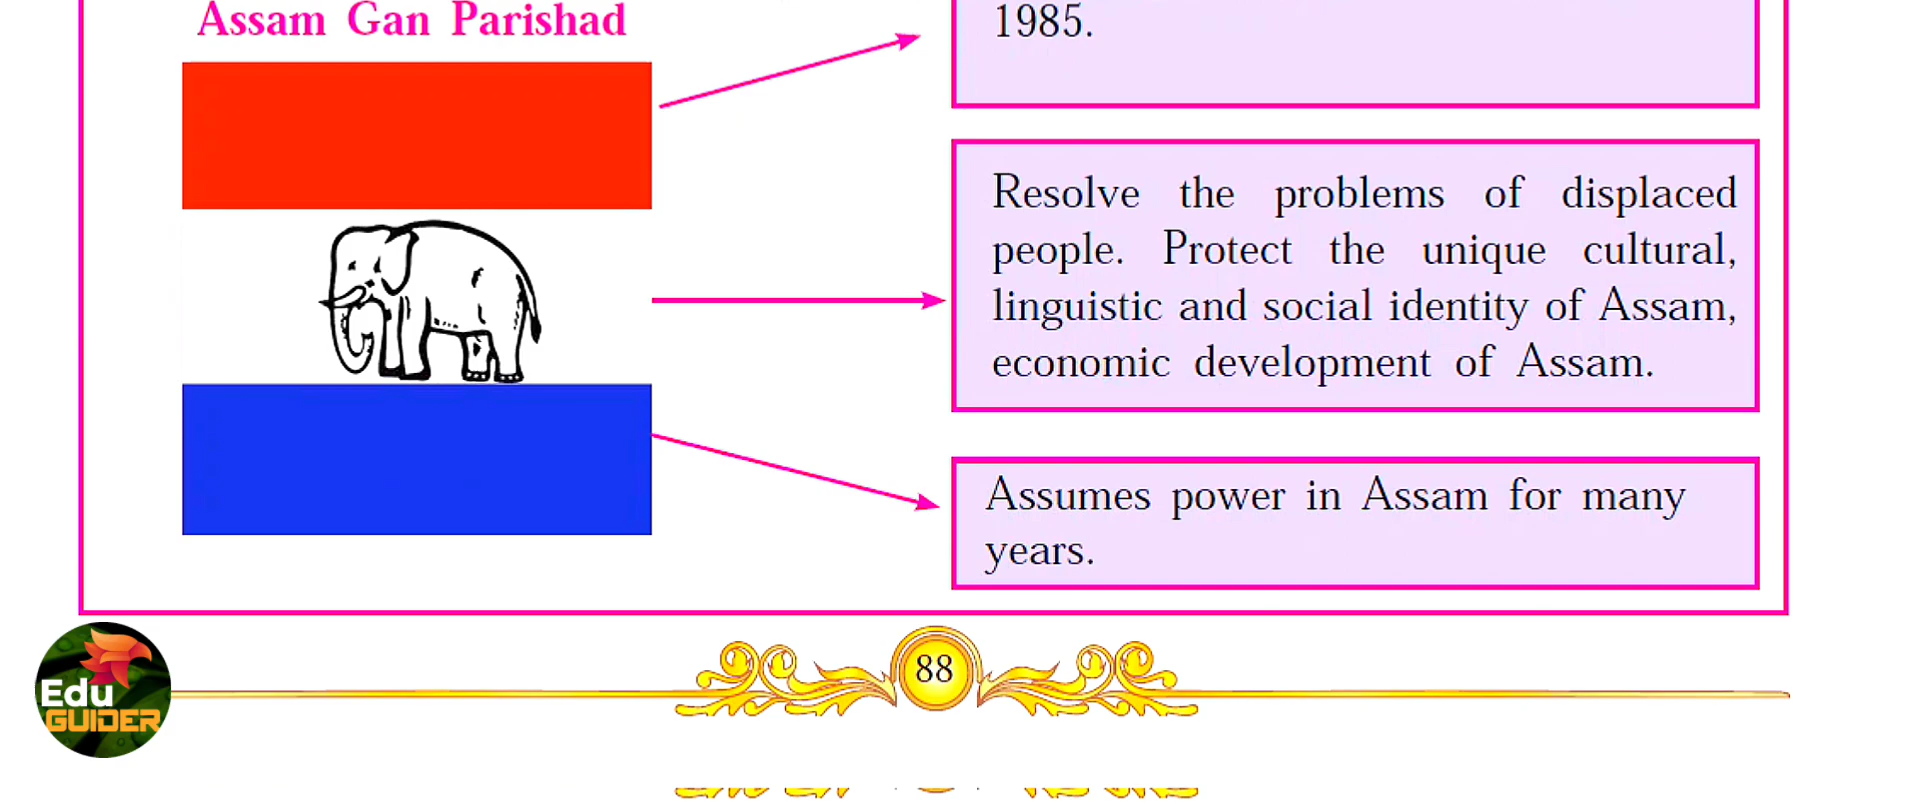 Assam Gan Parishad
1985.
Resolve the problems of displaced
people. Protect the unique cultural,
linguistic and social identity of Assam,
economic development of Assam.
Assumes power in Assam for many
years.
88
Edu
GUIDER